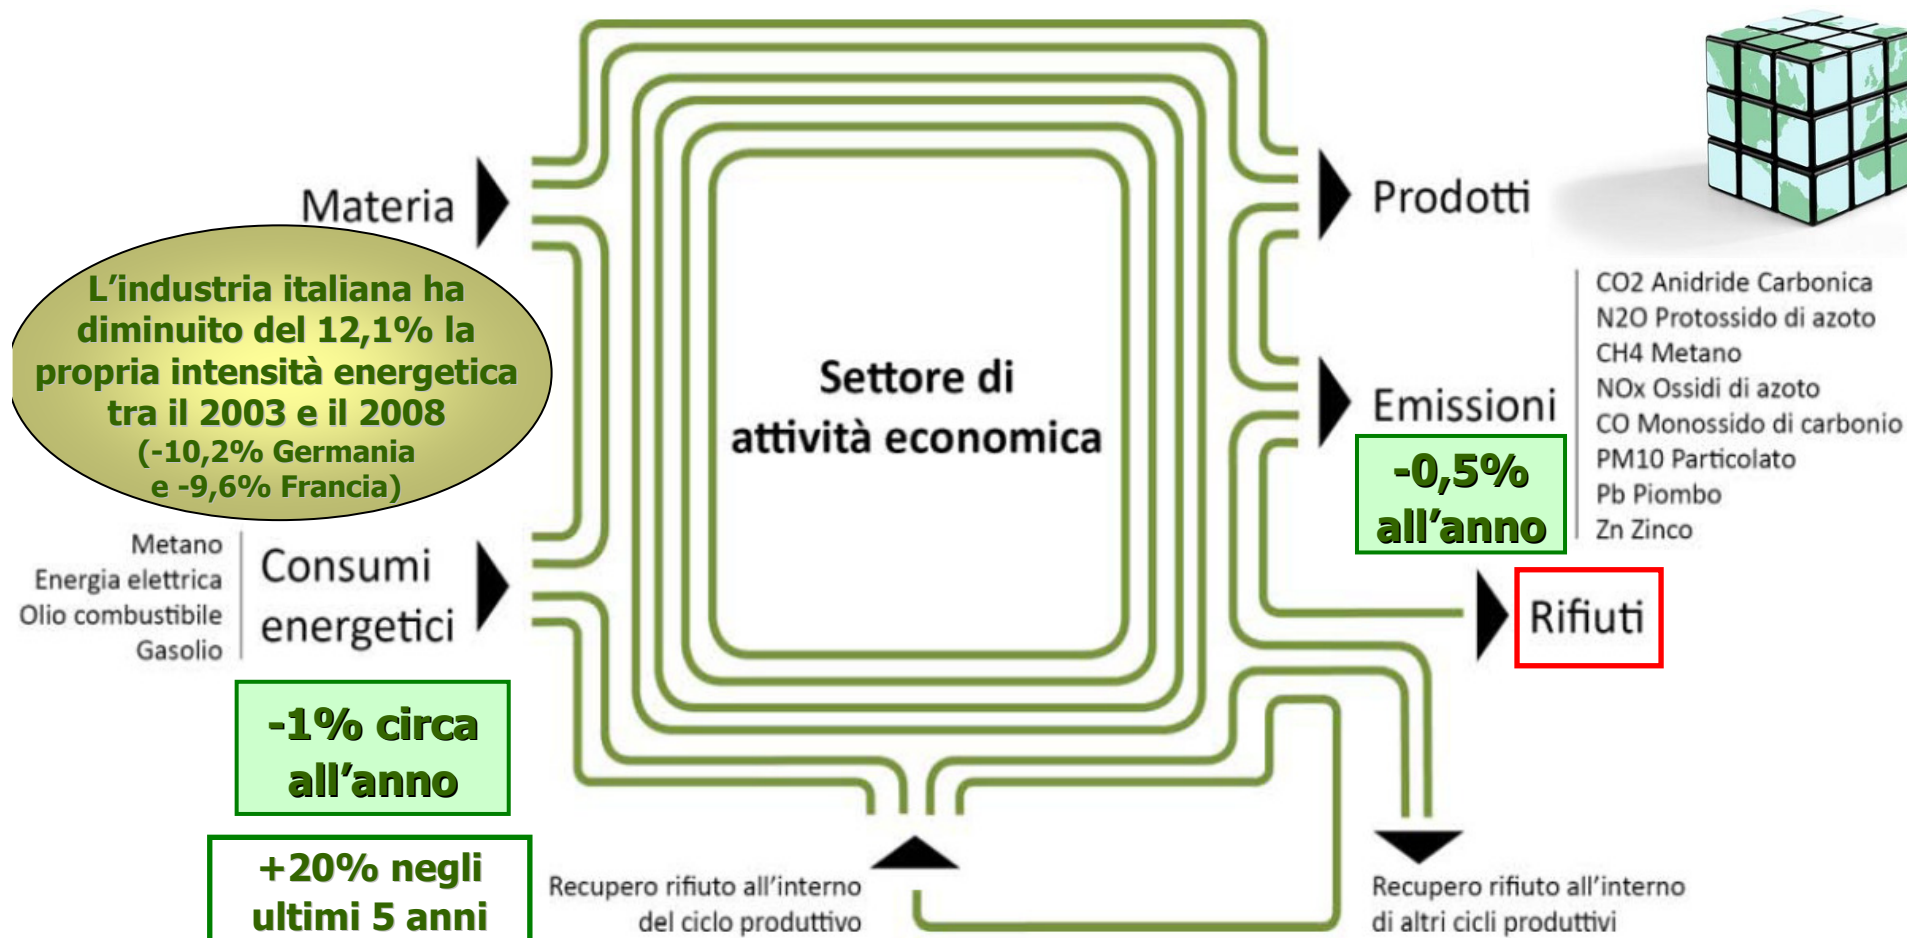 Materia
L'industria italiana ha
diminuito del 12,1% la
propria intensità energetica
tra il 2003 e il 2008
(-10,2% Germania
e -9,6% Francia)
Metano
Energia elettrica
Olio combustibile
Gasolio
Consumi
energetici
-1% circa
all'anno
+20% negli
ultimi 5 anni
Settore di
attività economica
Recupero rifiuto all'interno
del ciclo produttivo
Prodotti
Emissioni
-0,5%
all'anno
CO2 Anidride Carbonica
N2O Protossido di azoto
CH4 Metano
NOx Ossidi di azoto
CO Monossido di carbonio
PM10 Particolato
Pb Piombo
Zn Zinco
Rifiuti
Recupero rifiuto all'interno
di altri cicli produttivi